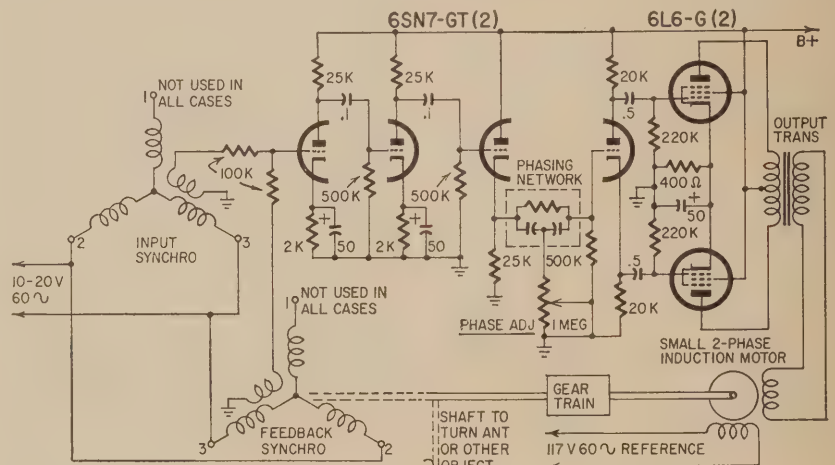 6SN7-GT (2)
6L6-G (2)
B+
25K
25K
20K
NOT USED IN
ALL CASES
1
.1
.1
.5
OUTPUT
TRANS
100K
220K
400Ω
+
50
220K
PHASING
NETWORK
500K
500K
INPUT
SYNCHRO
2
3
+
2K
50
+
2K
50
25K
500K
.5
20K
10-20V
60∿
1
NOT USED IN
ALL CASES
PHASE ADJ
1 MEG
SMALL 2-PHASE
INDUCTION MOTOR
GEAR
TRAIN
3
FEEDBACK
SYNCHRO
2
SHAFT TO
TURN ANT
OR OTHER
OBJECT
117 V 60∿ REFERENCE